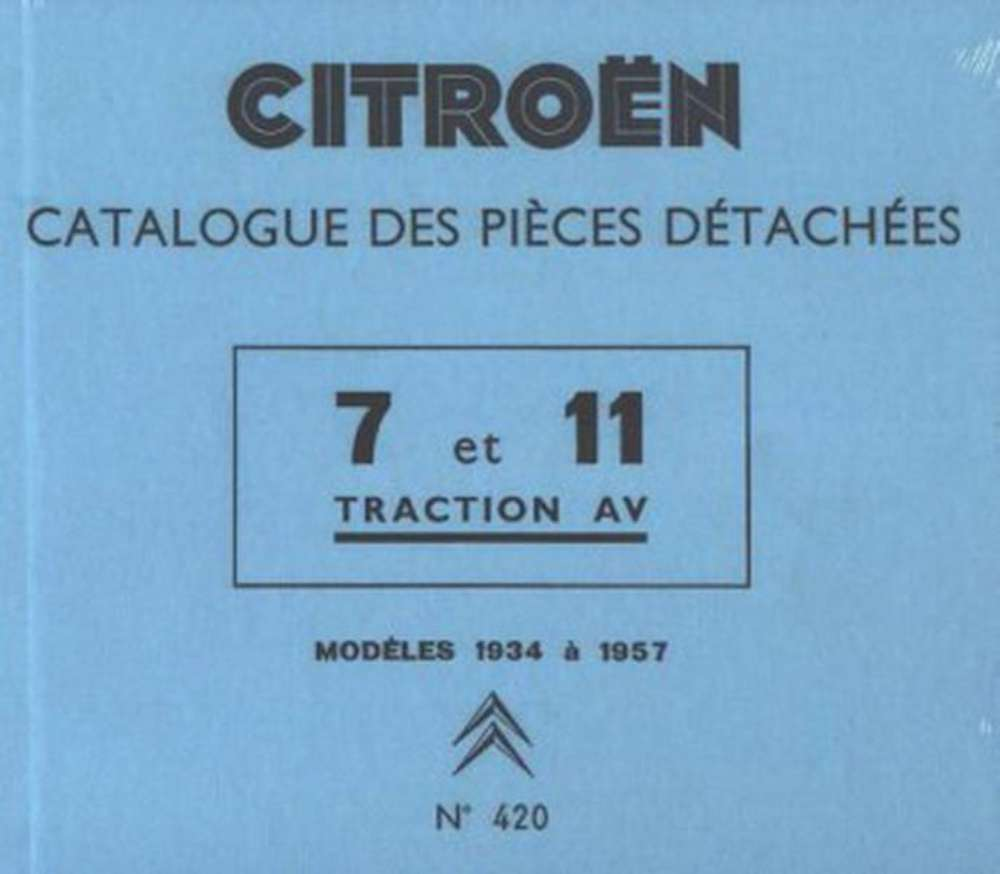 CITROËN
CATALOGUE DES PIÈCES DÉTACHÉES
7 et 11
TRACTION AV
MODÈLES 1934 à 1957
N° 420